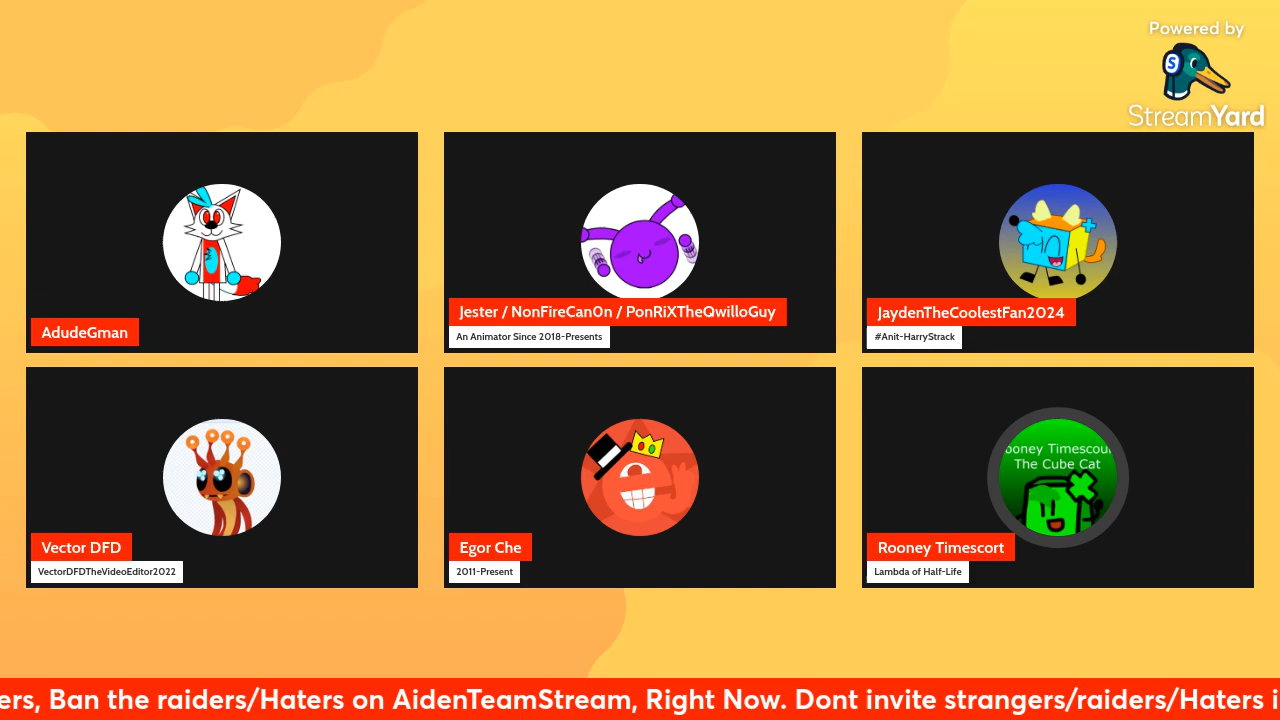 Powered by
StreamYard
AdudeGman
Jester / NonFireCan0n / PonRiXTheQwilloGuy
An Animator Since 2018-Presents
JaydenTheCoolestFan2024
#Anit-HarryStrack
Vector DFD
VectorDFDTheVideoEditor2022
Egor Che
2011-Present
ooney Timescou
The Cube Cat
Rooney Timescort
Lambda of Half-Life
ers, Ban the raiders/Haters on AidenTeamStream, Right Now. Dont invite strangers/raiders/Haters i